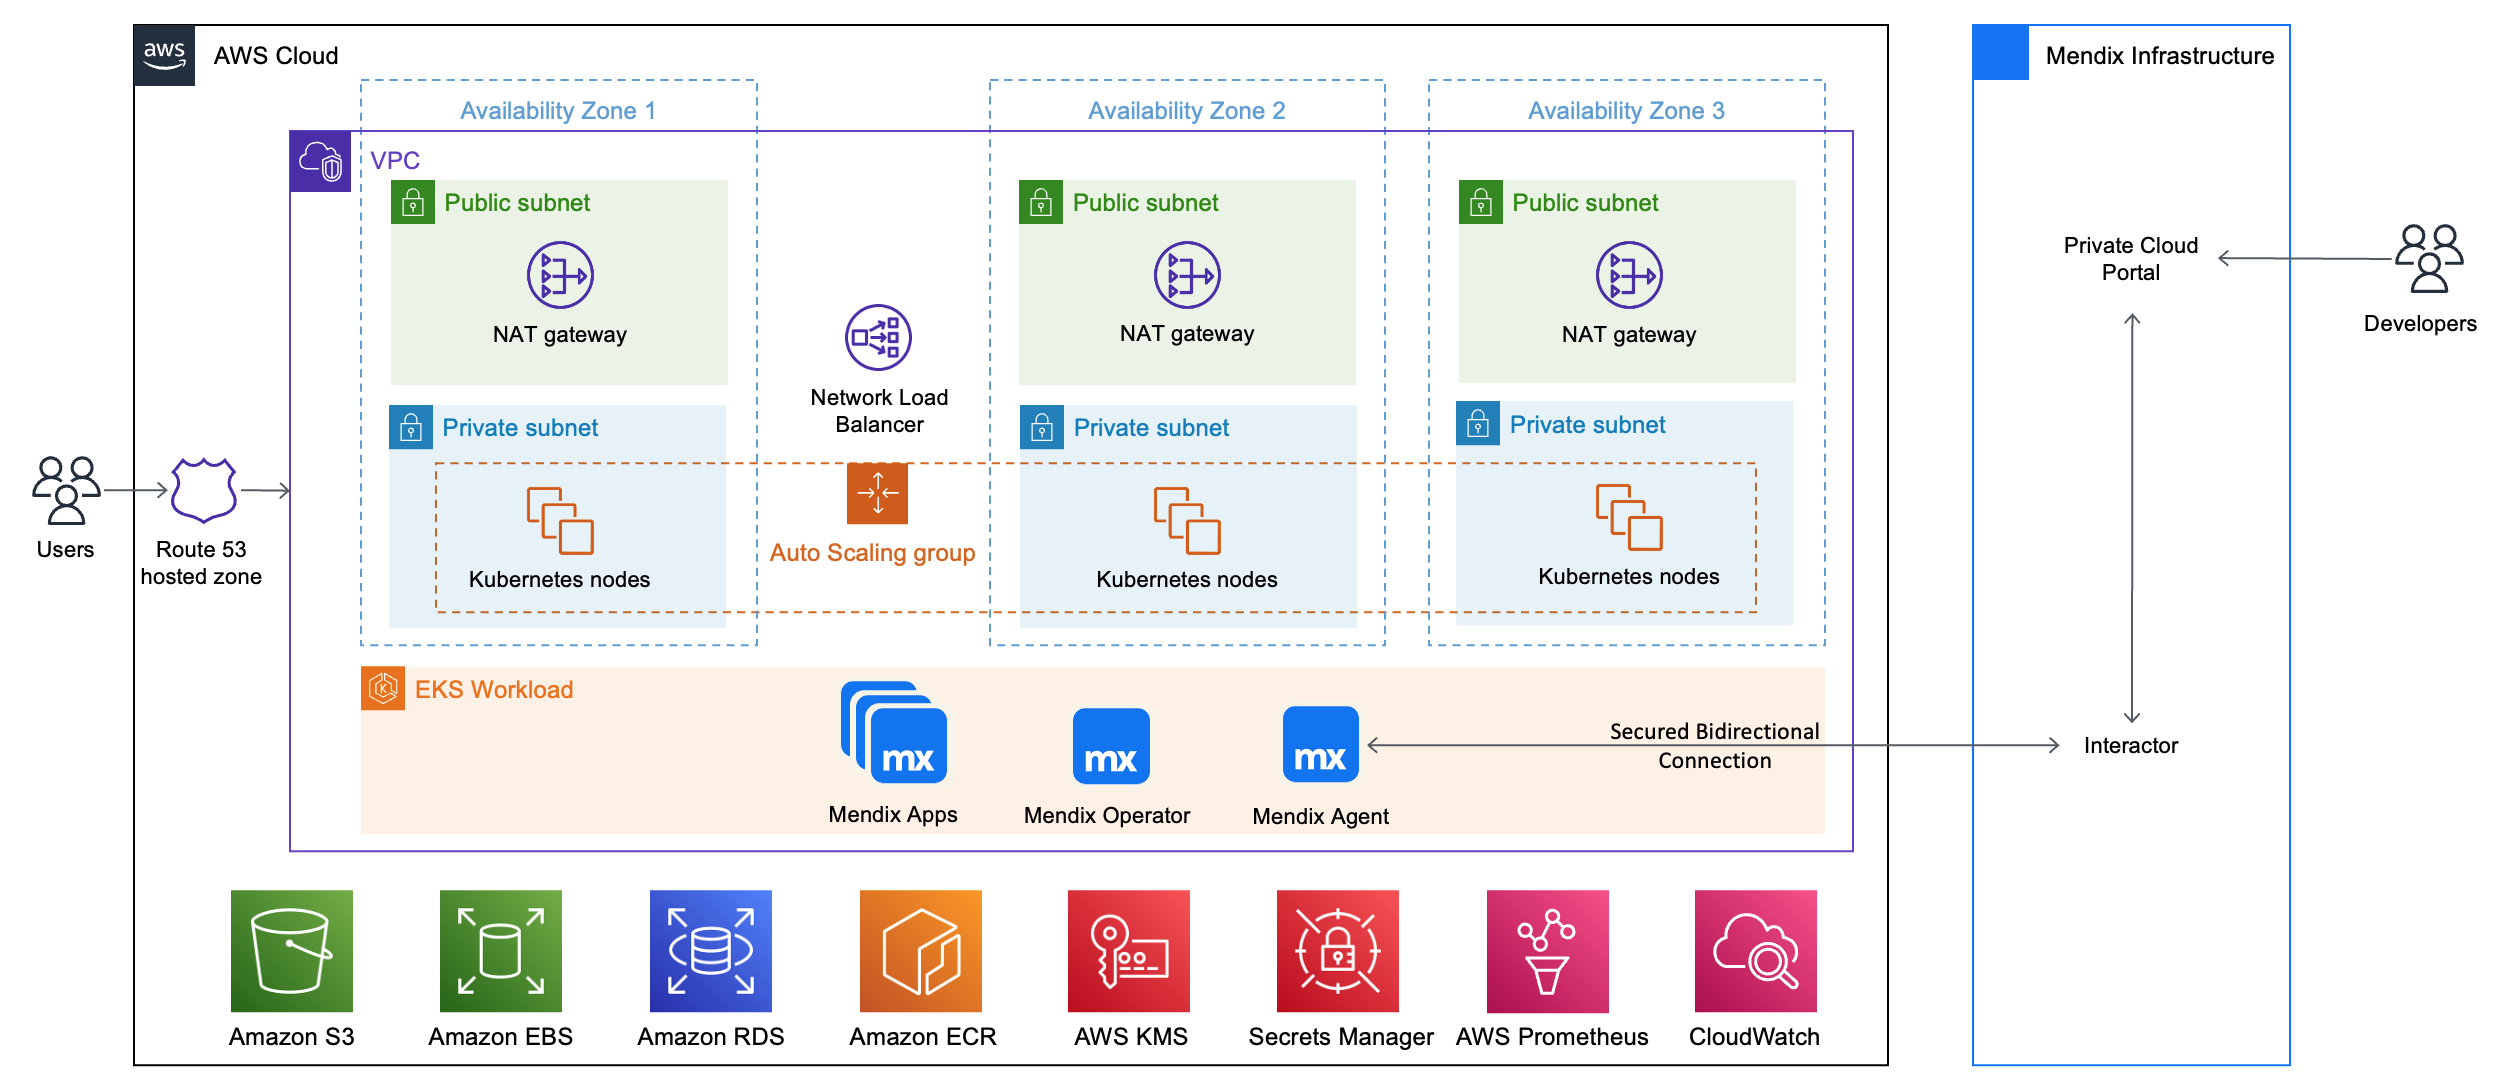 aws
AWS Cloud
Mendix Infrastructure
Availability Zone 1
Availability Zone 2
Availability Zone 3
VPC
Public subnet
Public subnet
Public subnet
NAT gateway
NAT gateway
NAT gateway
Private Cloud
Portal
Developers
Network Load
Balancer
Private subnet
Private subnet
Private subnet
Users
Route 53
hosted zone
Auto Scaling group
Kubernetes nodes
Kubernetes nodes
Kubernetes nodes
K
EKS Workload
mx
mx
mx
Mendix Apps
Mendix Operator
Mendix Agent
Secured Bidirectional
Connection
Interactor
Amazon S3
Amazon EBS
Amazon RDS
Amazon ECR
AWS KMS
Secrets Manager
AWS Prometheus
CloudWatch